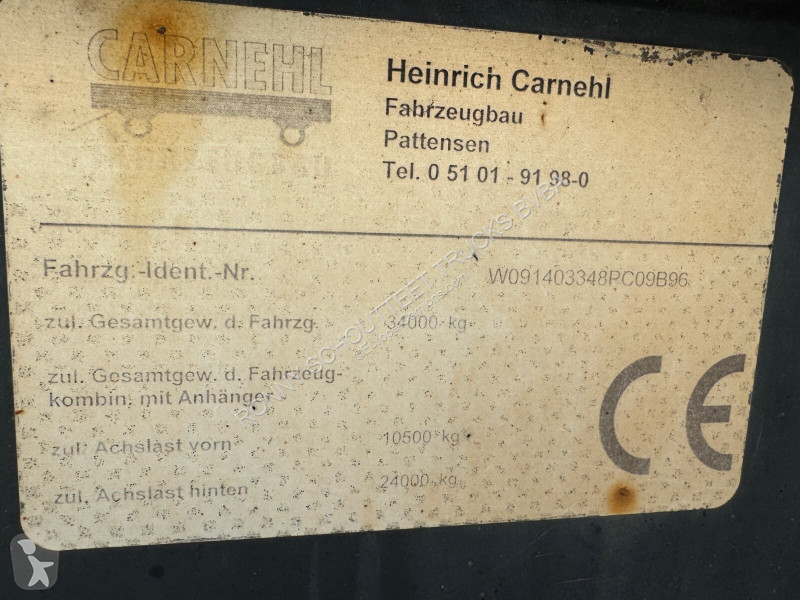 CARNEHL
Heinrich Carnehl
Fahrzeugbau
Pattensen
Tel. 0 51 01 - 91 98-0
Fahrzg.-Ident.-Nr. W091403348PC09B96
zul. Gesamtgew. d. Fahrzg. 34000 kg
zul. Gesamtgew. d. Fahrzeug-
kombin. mit Anhänger
zul. Achslast vorn 10500 kg
zul. Achslast hinten 24000 kg
CE